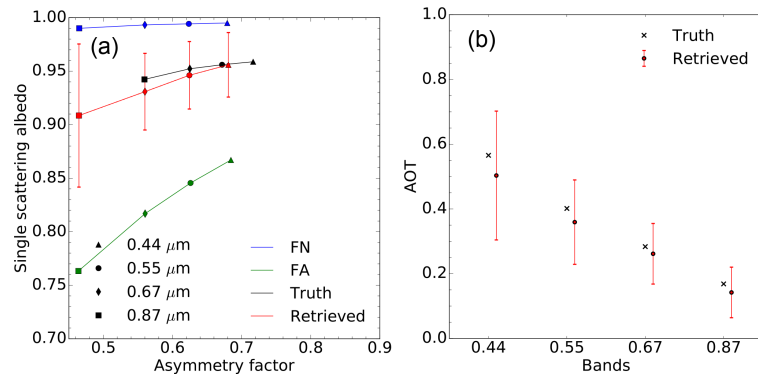 (a)
1.00
0.95
0.90
0.85
0.80
0.75
0.70
Single scattering albedo
0.44 μm
0.55 μm
0.67 μm
0.87 μm
FN
FA
Truth
Retrieved
0.5 0.6 0.7 0.8 0.9
Asymmetry factor
(b)
Truth
Retrieved
1.0
0.8
0.6
0.4
0.2
0.0
AOT
0.44 0.55 0.67 0.87
Bands